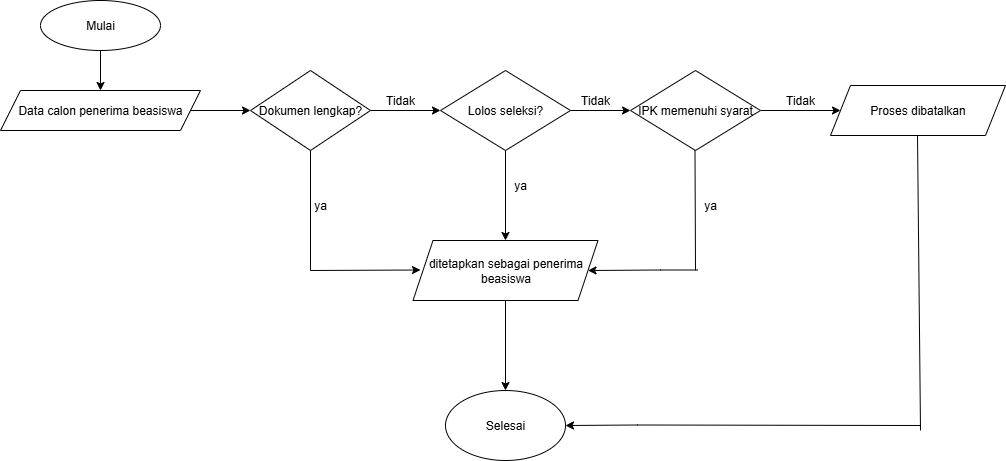 Mulai
Data calon penerima beasiswa
Dokumen lengkap?
Tidak
Lolos seleksi?
Tidak
IPK memenuhi syarat
Tidak
Proses dibatalkan
ya
ya
ya
ditetapkan sebagai penerima
beasiswa
Selesai